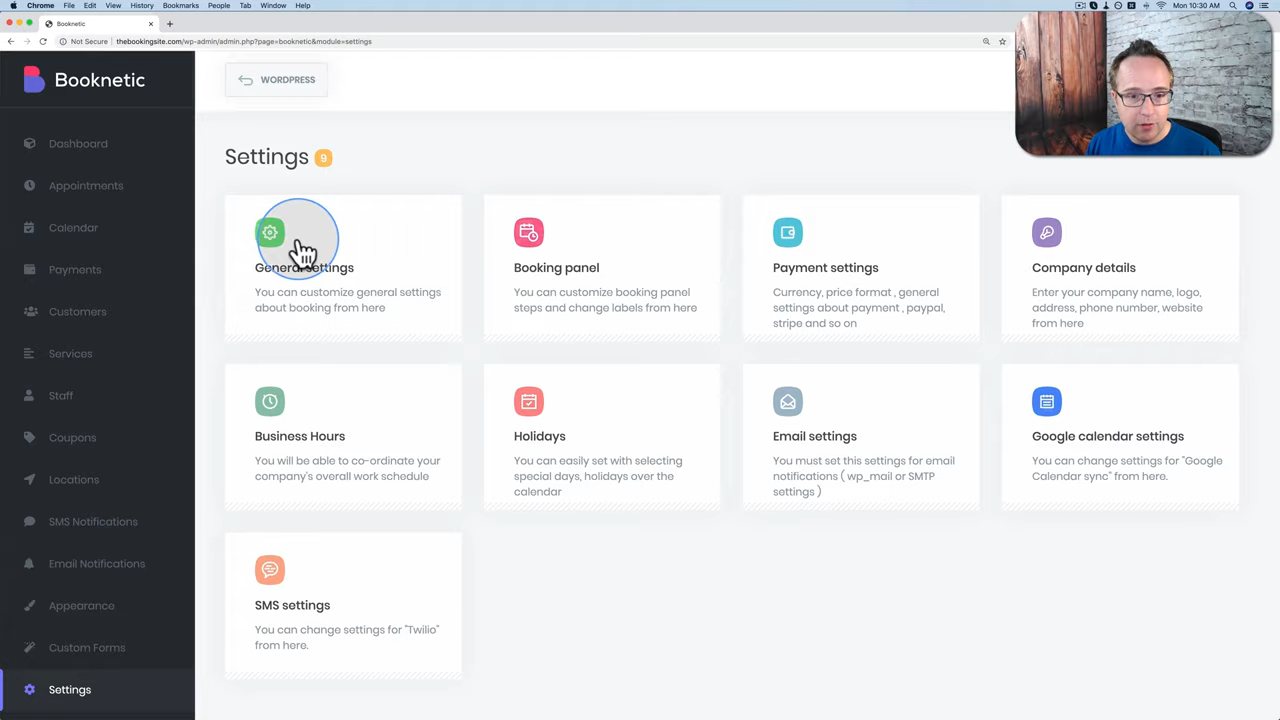 Chrome File Edit View History Bookmarks People Tab Window Help
Mon 10:30 AM
Booknetic
Not Secure thebookingsite.com/wp-admin/admin.php?page=booknetic&module=settings
Booknetic
WORDPRESS
Dashboard
Appointments
Calendar
Payments
Customers
Services
Staff
Coupons
Locations
SMS Notifications
Email Notifications
Appearance
Custom Forms
Settings
Settings 9
General settings
You can customize general settings
about booking from here
Booking panel
You can customize booking panel
steps and change labels from here
Payment settings
Currency, price format , general
settings about payment , paypal,
stripe and so on
Company details
Enter your company name, logo,
address, phone number, website
from here
Business Hours
You will be able to co-ordinate your
company's overall work schedule
Holidays
You can easily set with selecting
special days, holidays over the
calendar
Email settings
You must set this settings for email
notifications ( wp_mail or SMTP
settings )
Google calendar settings
You can change settings for "Google
Calendar sync" from here.
SMS settings
You can change settings for "Twilio"
from here.